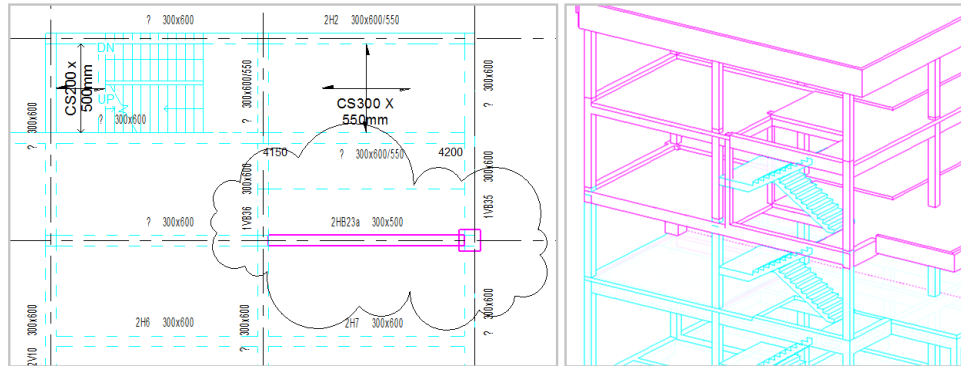 ? 300x600
2H2 300x600/550
DN
UP
CS200 X
500mm
300x600/550
?
? 300x600
CS300 X
550mm
? 300x600
? 300x600
4150
? 300x600/550
4200
300x600
1VB36
? 300x600
2HB23a 300x500
300x600
1VB35
2H6 300x600
2H7 300x600
300x600
2V10
300x600
?
? 300x600